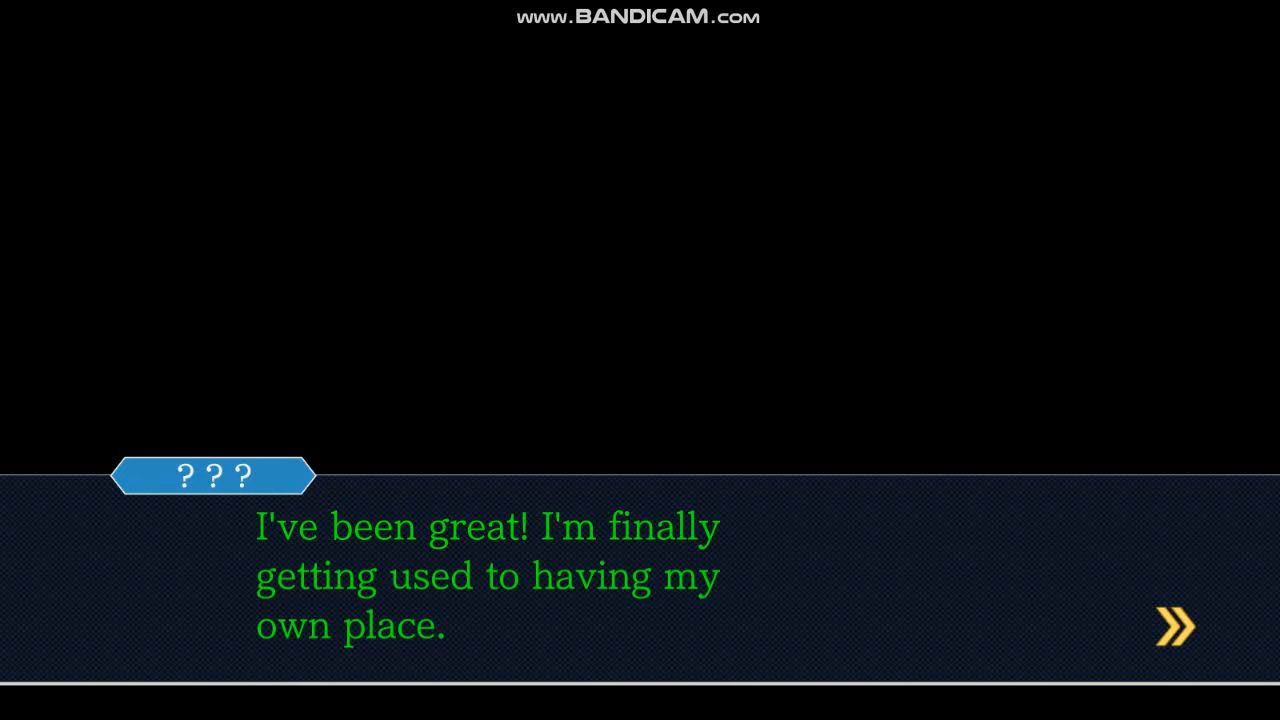 www.BANDICAM.com
? ? ?
I've been great! I'm finally
getting used to having my
own place.